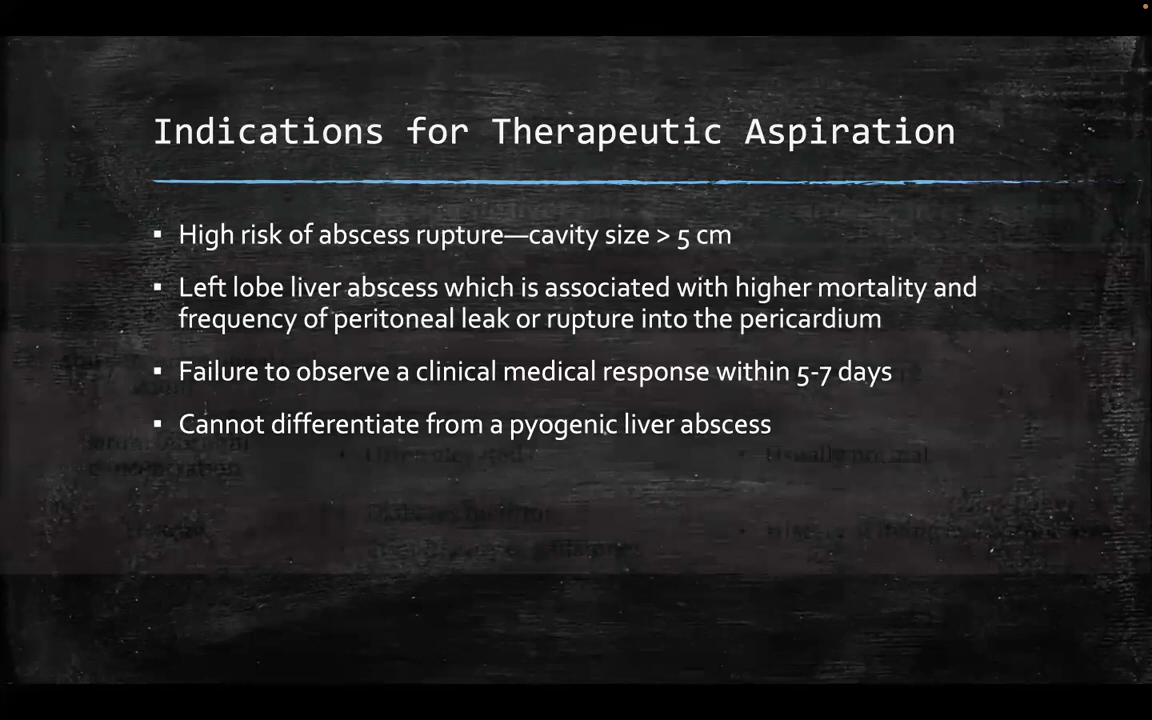 Indications for Therapeutic Aspiration
▪ High risk of abscess rupture—cavity size > 5 cm
▪ Left lobe liver abscess which is associated with higher mortality and
frequency of peritoneal leak or rupture into the pericardium
▪ Failure to observe a clinical medical response within 5-7 days
▪ Cannot differentiate from a pyogenic liver abscess
Usually normal